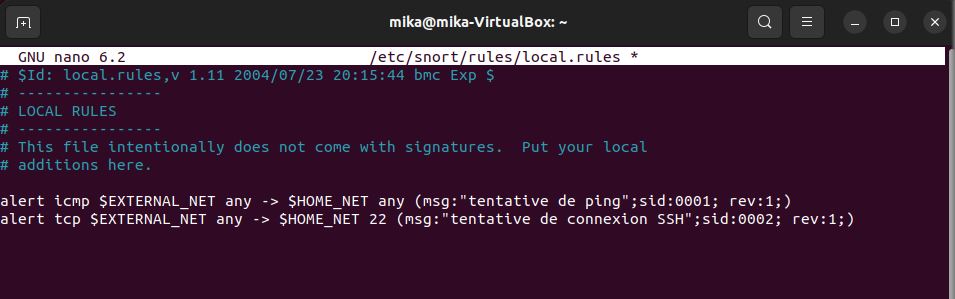 mika@mika-VirtualBox: ~
GNU nano 6.2 /etc/snort/rules/local.rules *
# $Id: local.rules,v 1.11 2004/07/23 20:15:44 bmc Exp $
# ----------------
# LOCAL RULES
# ----------------
# This file intentionally does not come with signatures.  Put your local
# additions here.
alert icmp $EXTERNAL_NET any -> $HOME_NET any (msg:"tentative de ping";sid:0001; rev:1;)
alert tcp $EXTERNAL_NET any -> $HOME_NET 22 (msg:"tentative de connexion SSH";sid:0002; rev:1;)